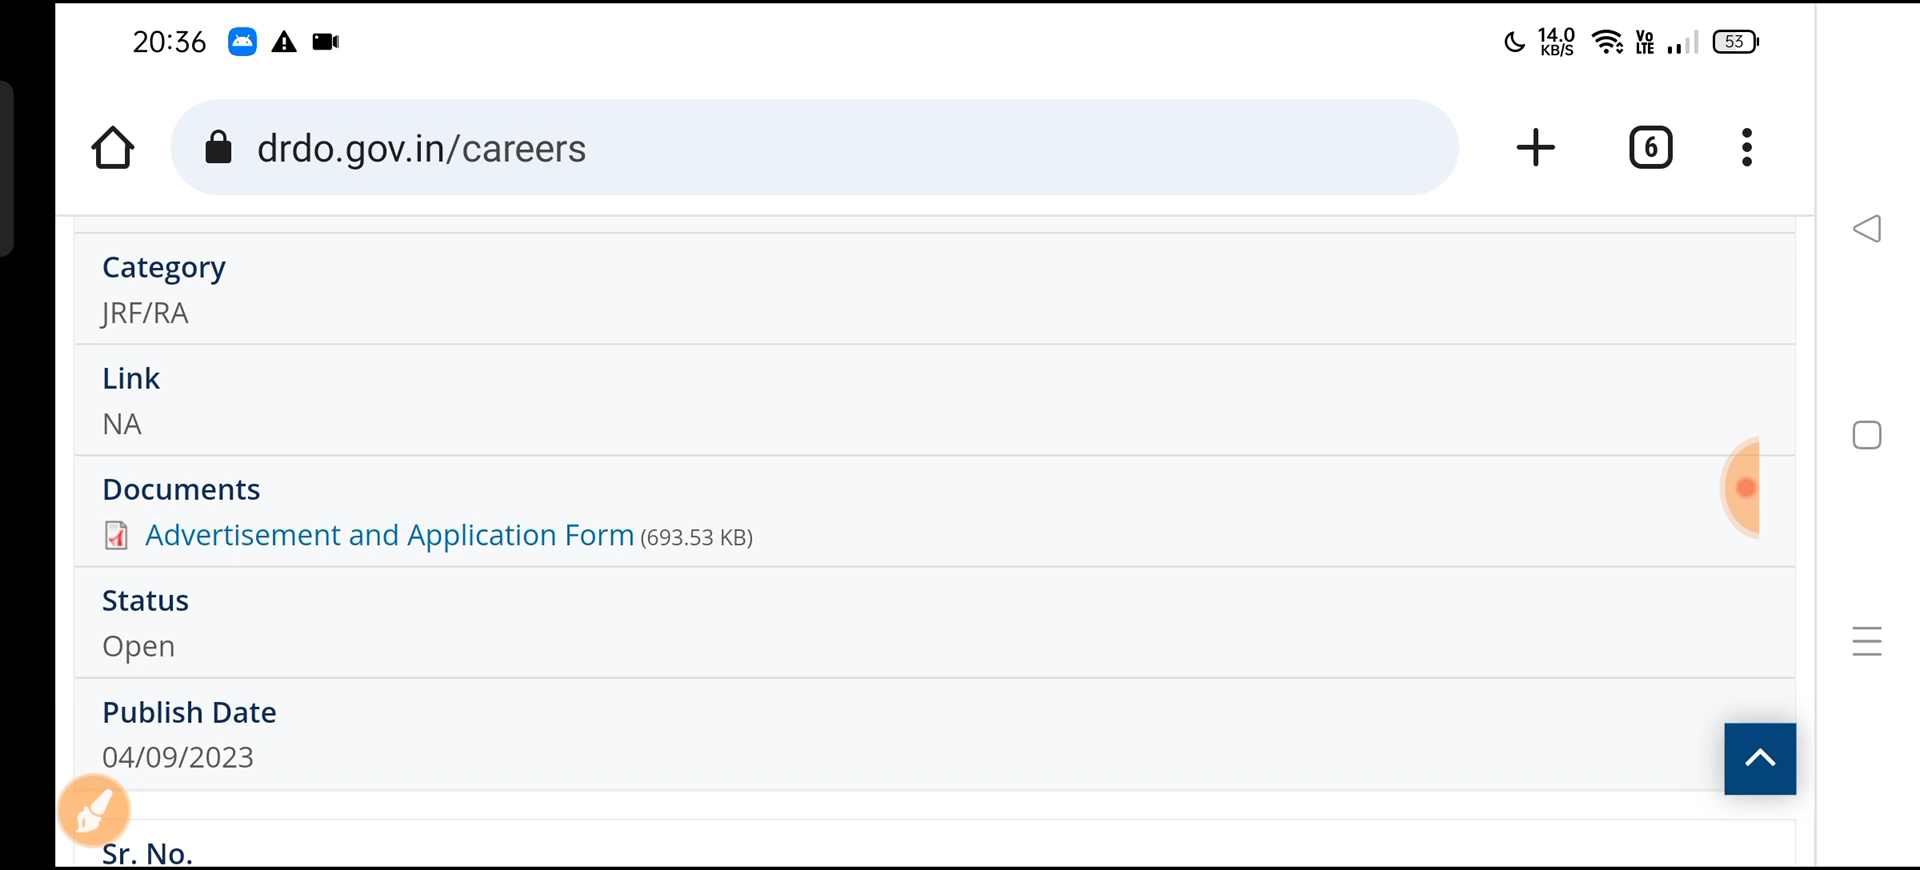 20:36
14.0
KB/S
Vo
LTE
53
drdo.gov.in/careers
6
Category
JRF/RA
Link
NA
Documents
Advertisement and Application Form (693.53 KB)
Status
Open
Publish Date
04/09/2023
Sr. No.